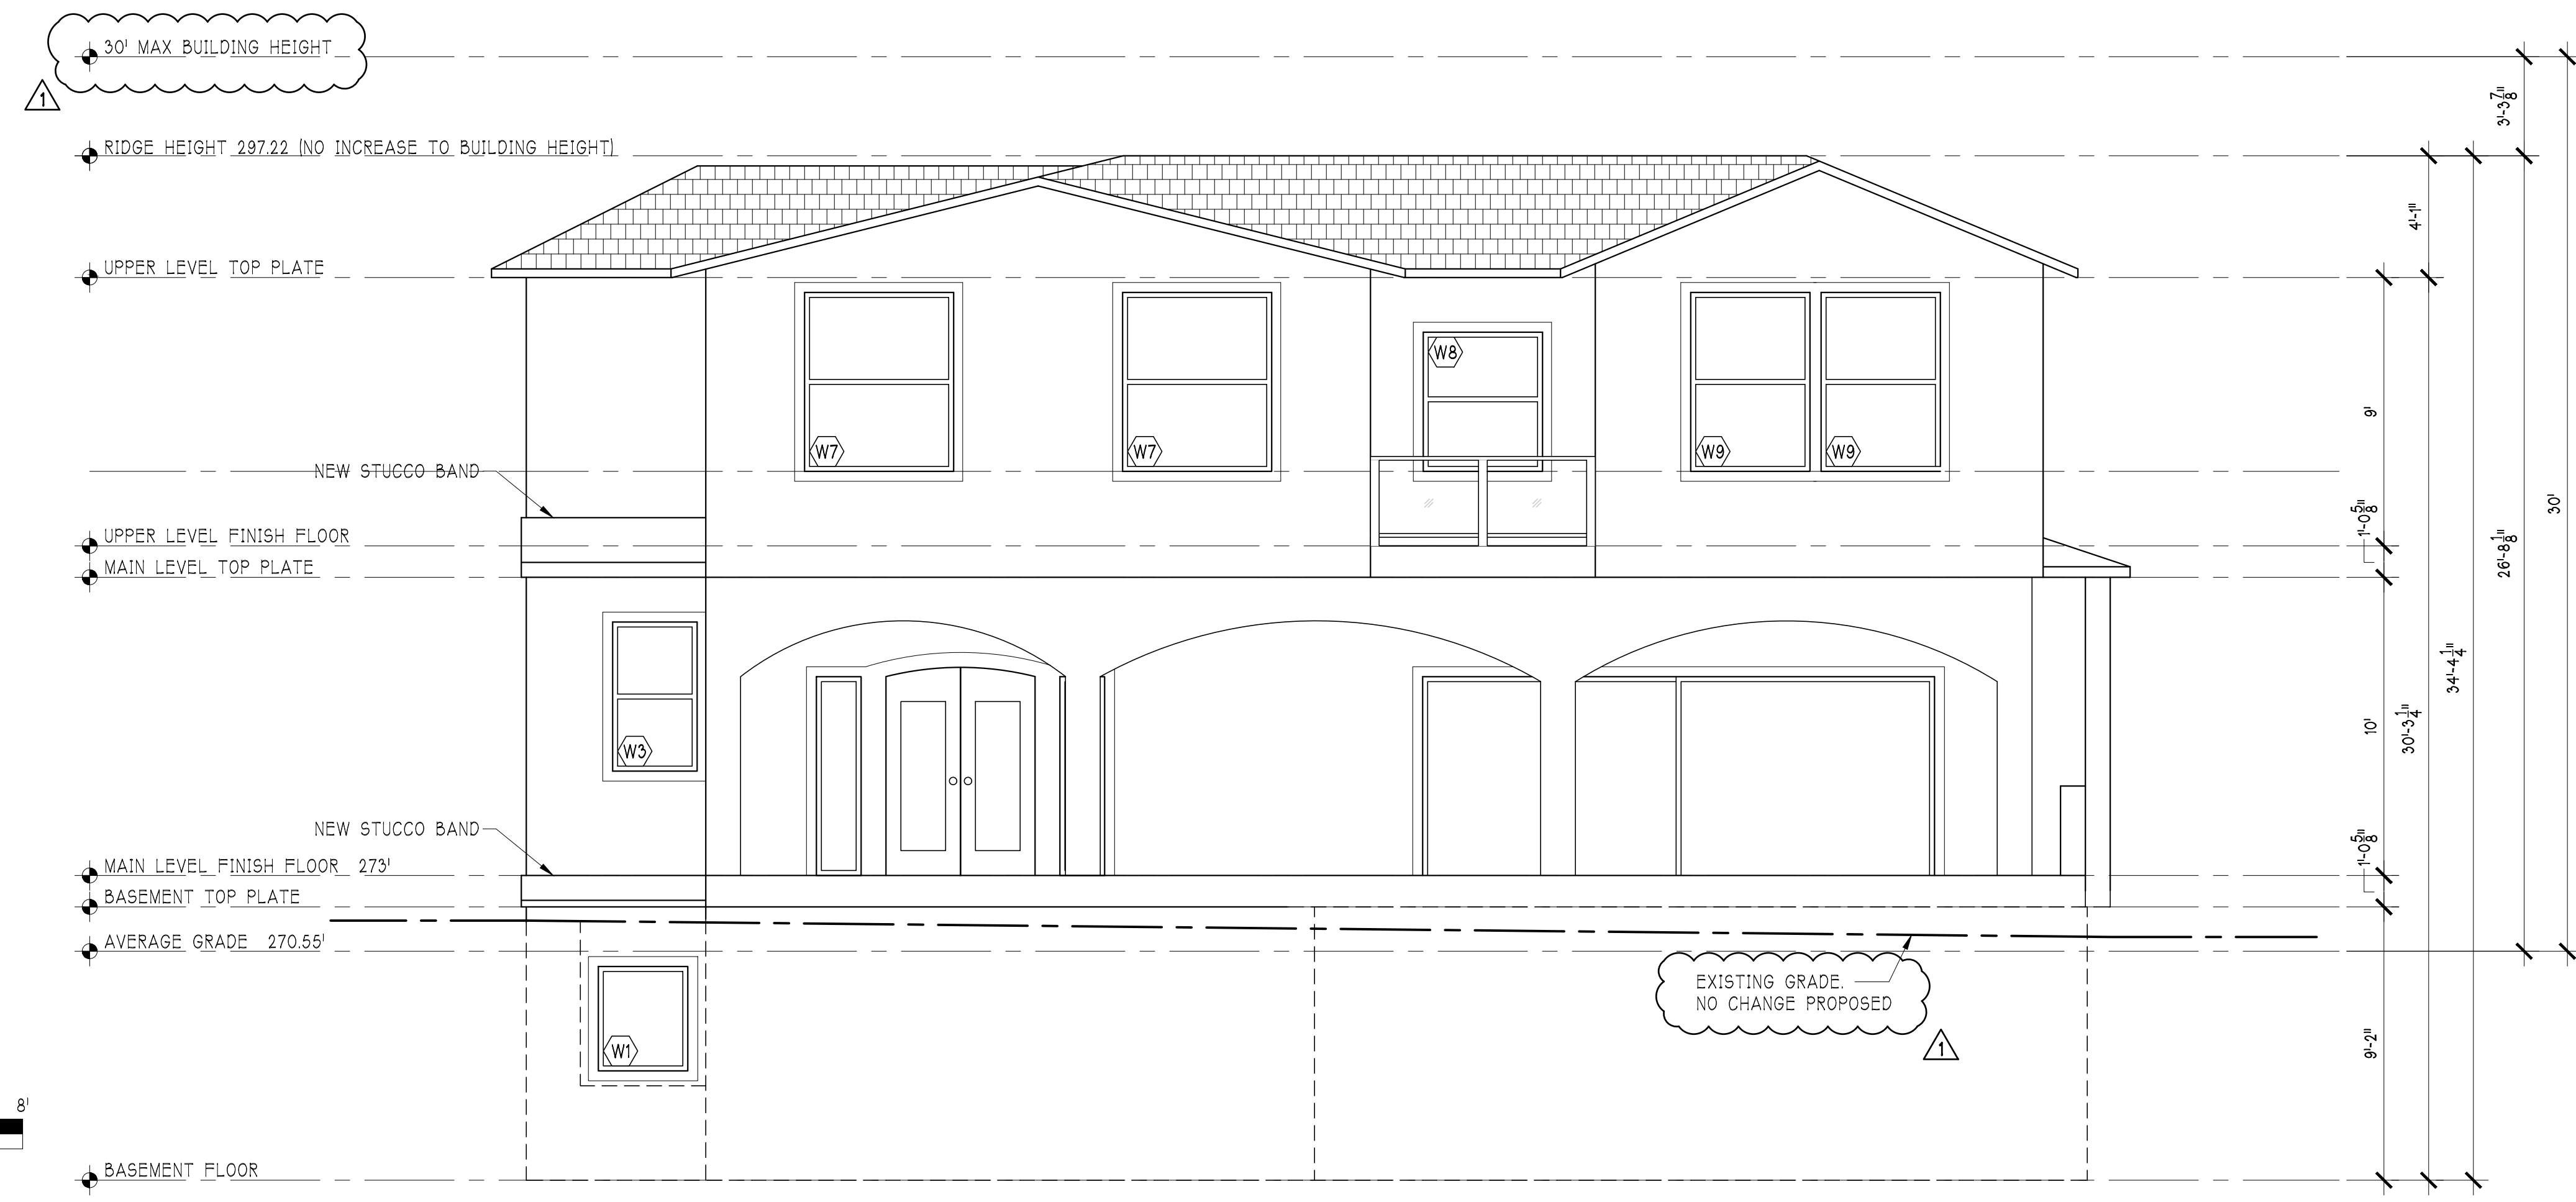 30' MAX BUILDING HEIGHT
1
RIDGE HEIGHT 297.22 (NO INCREASE TO BUILDING HEIGHT)
UPPER LEVEL TOP PLATE
NEW STUCCO BAND
UPPER LEVEL FINISH FLOOR
MAIN LEVEL TOP PLATE
NEW STUCCO BAND
MAIN LEVEL FINISH FLOOR 273'
BASEMENT TOP PLATE
AVERAGE GRADE 270.55'
8'
BASEMENT FLOOR
W8
W7
W7
W9
W9
W3
W1
EXISTING GRADE.
NO CHANGE PROPOSED
1
3'-3 7/8"
4'-1"
9'
1'-0 5/8"
30'
26'-8 1/8"
34'-4 1/4"
30'-3 1/4"
10'
1'-0 5/8"
9'-2"